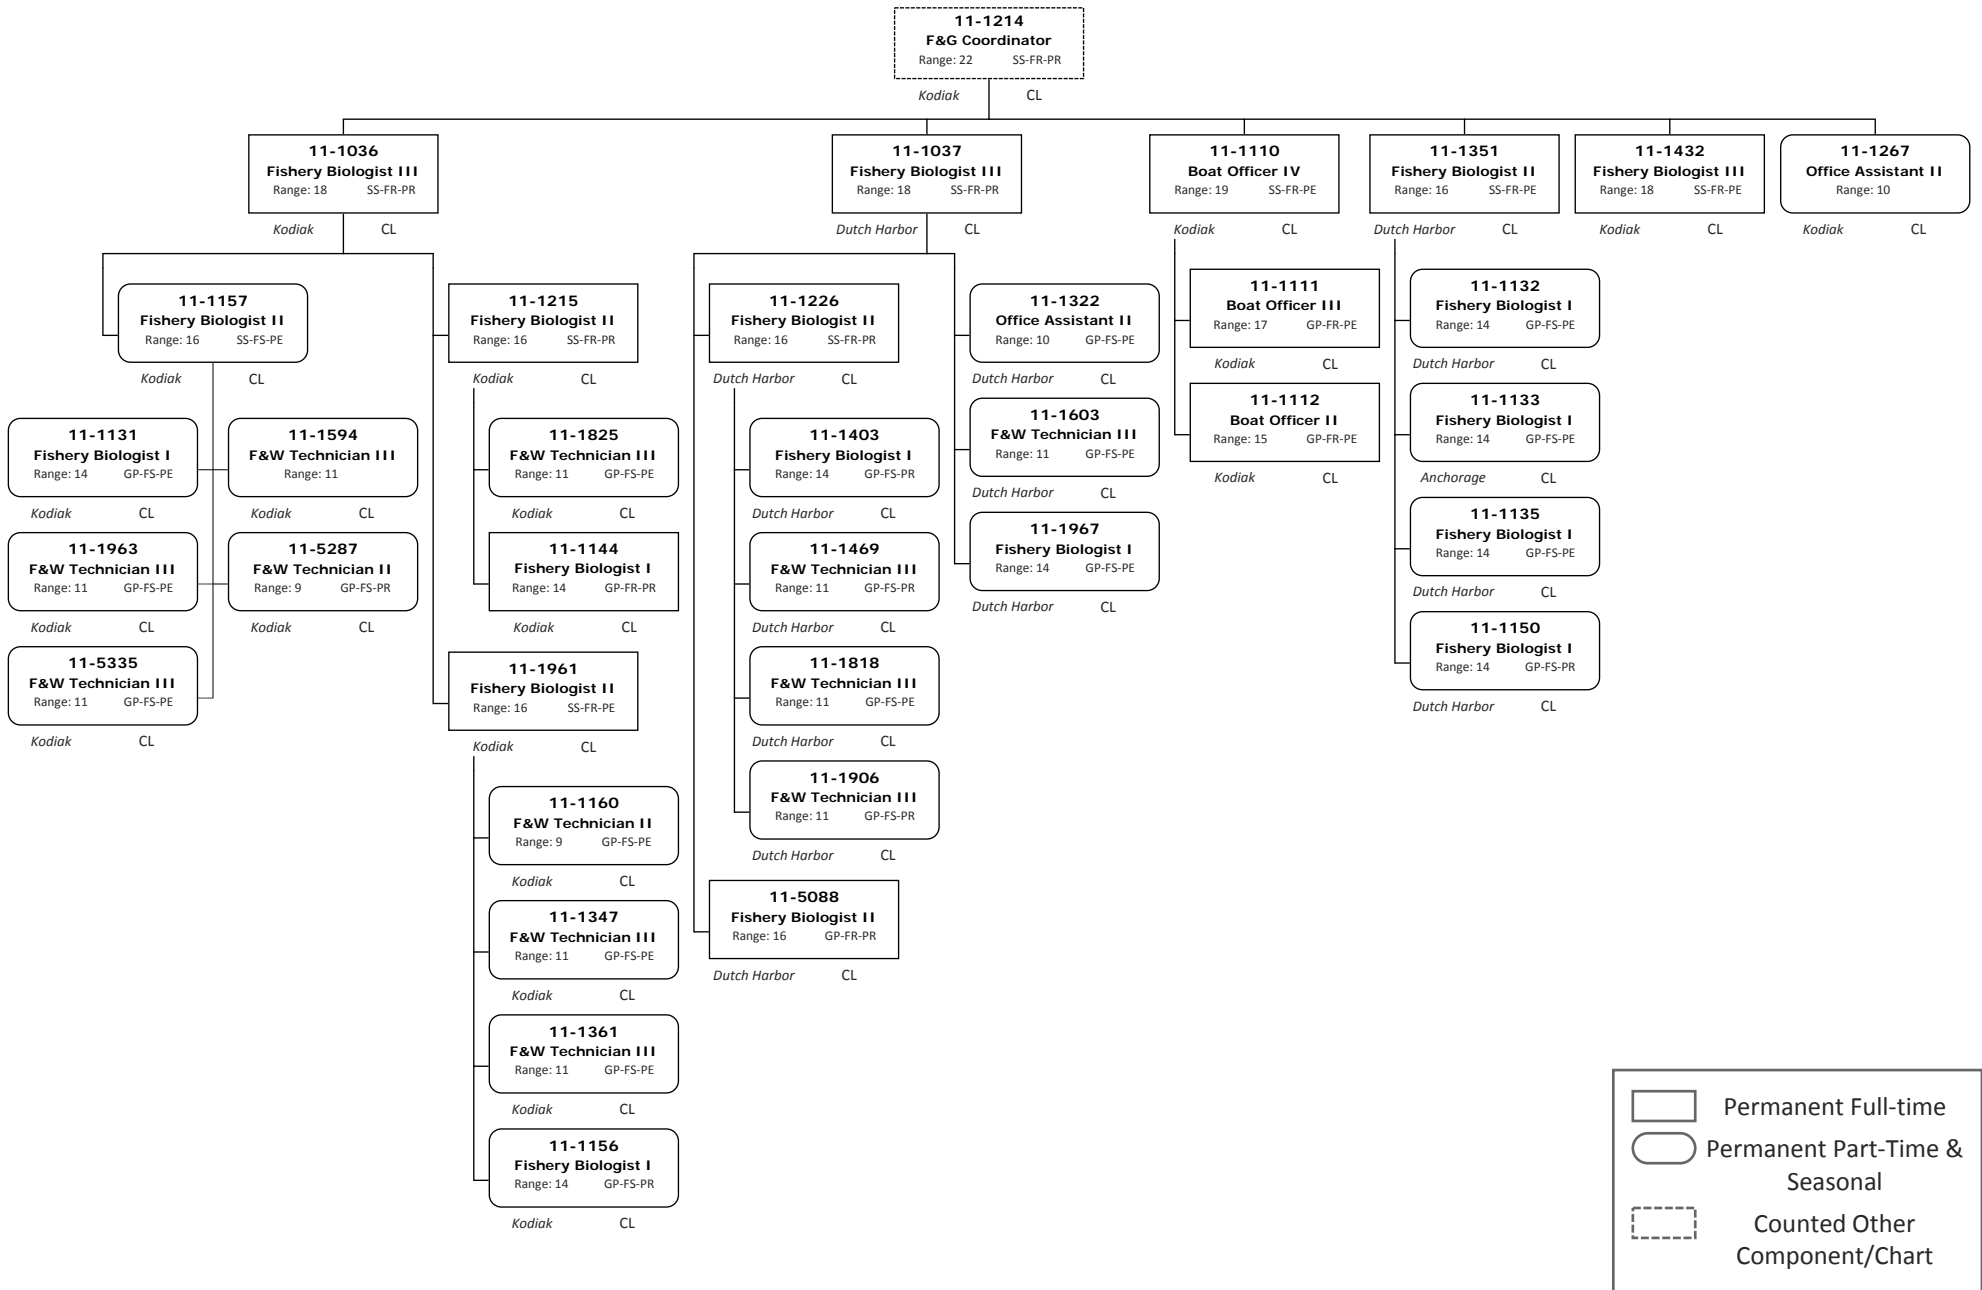 11-1214
F&G Coordinator
Range: 22 SS-FR-PR
Kodiak CL
11-1036
Fishery Biologist III
Range: 18 SS-FR-PR
Kodiak CL
11-1037
Fishery Biologist III
Range: 18 SS-FR-PR
Dutch Harbor CL
11-1110
Boat Officer IV
Range: 19 SS-FR-PE
Kodiak CL
11-1351
Fishery Biologist II
Range: 16 SS-FR-PE
Dutch Harbor CL
11-1432
Fishery Biologist III
Range: 18 SS-FR-PE
Kodiak CL
11-1267
Office Assistant II
Range: 10
Kodiak CL
11-1157
Fishery Biologist II
Range: 16 SS-FS-PE
Kodiak CL
11-1131
Fishery Biologist I
Range: 14 GP-FS-PE
Kodiak CL
11-1594
F&W Technician III
Range: 11
Kodiak CL
11-1963
F&W Technician III
Range: 11 GP-FS-PE
Kodiak CL
11-5287
F&W Technician II
Range: 9 GP-FS-PR
Kodiak CL
11-5335
F&W Technician III
Range: 11 GP-FS-PE
Kodiak CL
11-1215
Fishery Biologist II
Range: 16 SS-FR-PR
Kodiak CL
11-1825
F&W Technician III
Range: 11 GP-FS-PE
Kodiak CL
11-1144
Fishery Biologist I
Range: 14 GP-FR-PR
Kodiak CL
11-1961
Fishery Biologist II
Range: 16 SS-FR-PE
Kodiak CL
11-1160
F&W Technician II
Range: 9 GP-FS-PE
Kodiak CL
11-1347
F&W Technician III
Range: 11 GP-FS-PE
Kodiak CL
11-1361
F&W Technician III
Range: 11 GP-FS-PE
Kodiak CL
11-1156
Fishery Biologist I
Range: 14 GP-FS-PR
Kodiak CL
11-1226
Fishery Biologist II
Range: 16 SS-FR-PR
Dutch Harbor CL
11-1403
Fishery Biologist I
Range: 14 GP-FS-PR
Dutch Harbor CL
11-1469
F&W Technician III
Range: 11 GP-FS-PR
Dutch Harbor CL
11-1818
F&W Technician III
Range: 11 GP-FS-PE
Dutch Harbor CL
11-1906
F&W Technician III
Range: 11 GP-FS-PR
Dutch Harbor CL
11-5088
Fishery Biologist II
Range: 16 GP-FR-PR
Dutch Harbor CL
11-1322
Office Assistant II
Range: 10 GP-FS-PE
Dutch Harbor CL
11-1603
F&W Technician III
Range: 11 GP-FS-PE
Dutch Harbor CL
11-1967
Fishery Biologist I
Range: 14 GP-FS-PE
Dutch Harbor CL
11-1111
Boat Officer III
Range: 17 GP-FR-PE
Kodiak CL
11-1112
Boat Officer II
Range: 15 GP-FR-PE
Kodiak CL
11-1132
Fishery Biologist I
Range: 14 GP-FS-PE
Dutch Harbor CL
11-1133
Fishery Biologist I
Range: 14 GP-FS-PE
Anchorage CL
11-1135
Fishery Biologist I
Range: 14 GP-FS-PE
Dutch Harbor CL
11-1150
Fishery Biologist I
Range: 14 GP-FS-PR
Dutch Harbor CL
Permanent Full-time
Permanent Part-Time &
Seasonal
Counted Other
Component/Chart